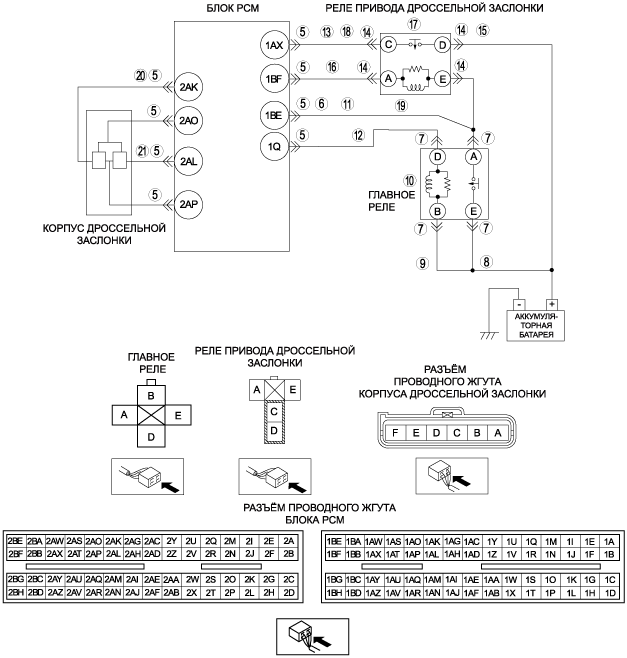 БЛОК PCM
РЕЛЕ ПРИВОДА ДРОССЕЛЬНОЙ ЗАСЛОНКИ
17
1AX 5 13 18 14 C D 14 15
1BF 5 16 14 A E 14
20 5 2AK
5 2AO
1BE 5 6 11 19
1Q 5 12 7 7
21 5 2AL
D A
10
ГЛАВНОЕ
РЕЛЕ
5 2AP
B E
7 7
КОРПУС ДРОССЕЛЬНОЙ
ЗАСЛОНКИ
9 8
- +
АККУМУЛЯ-
ТОРНАЯ
БАТАРЕЯ
ГЛАВНОЕ
РЕЛЕ
B
A E
D
РЕЛЕ ПРИВОДА ДРОССЕЛЬНОЙ
ЗАСЛОНКИ
A E
C
D
РАЗЪЁМ
ПРОВОДНОГО ЖГУТА
КОРПУСА ДРОССЕЛЬНОЙ ЗАСЛОНКИ
F E D C B A
РАЗЪЁМ ПРОВОДНОГО ЖГУТА
БЛОКА PCM
2BE 2BA 2AW 2AS 2AO 2AK 2AG 2AC 2Y 2U 2Q 2M 2I 2E 2A
2BF 2BB 2AX 2AT 2AP 2AL 2AH 2AD 2Z 2V 2R 2N 2J 2F 2B
2BG 2BC 2AY 2AU 2AQ 2AM 2AI 2AE 2AA 2W 2S 2O 2K 2G 2C
2BH 2BD 2AZ 2AV 2AR 2AN 2AJ 2AF 2AB 2X 2T 2P 2L 2H 2D
1BE 1BA 1AW 1AS 1AO 1AK 1AG 1AC 1Y 1U 1Q 1M 1I 1E 1A
1BF 1BB 1AX 1AT 1AP 1AL 1AH 1AD 1Z 1V 1R 1N 1J 1F 1B
1BG 1BC 1AY 1AU 1AQ 1AM 1AI 1AE 1AA 1W 1S 1O 1K 1G 1C
1BH 1BD 1AZ 1AV 1AR 1AN 1AJ 1AF 1AB 1X 1T 1P 1L 1H 1D